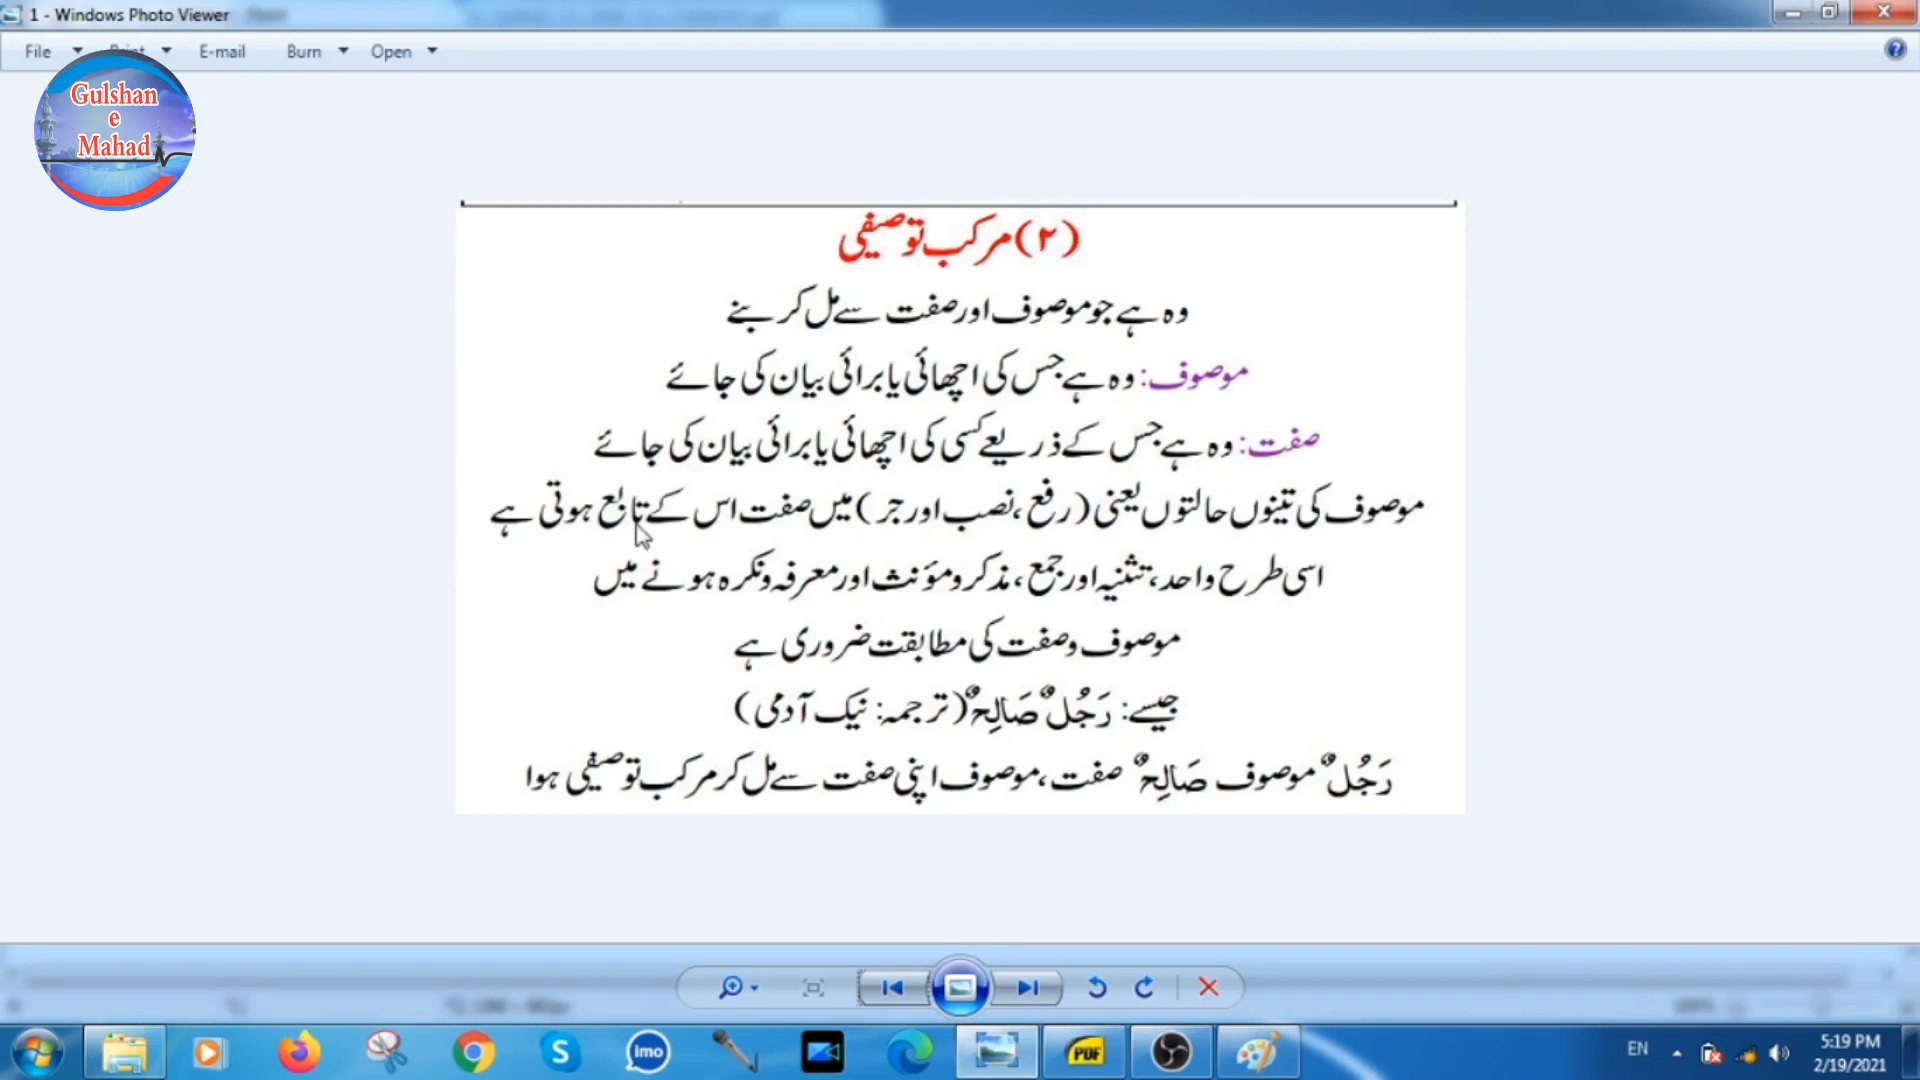 1 - Windows Photo Viewer
File
Print
E-mail
Burn
Open
Gulshan
e
Mahad
(۲) مرکب توصیفی
وہ ہے جو موصوف اور صفت سے مل کر بنے
موصوف: وہ ہے جس کی اچھائی یا برائی بیان کی جائے
صفت: وہ ہے جس کے ذریعے کسی کی اچھائی یا برائی بیان کی جائے
موصوف کی تینوں حالتوں یعنی (رفع، نصب اور جر) میں صفت اس کے تابع ہوتی ہے
اسی طرح واحد، تثنیہ اور جمع، مذکر و مؤنث اور معرفہ و نکرہ ہونے میں
موصوف و صفت کی مطابقت ضروری ہے
جیسے: رَجُلٌ صَالِحٌ (ترجمہ: نیک آدمی)
رَجُلٌ موصوف صَالِحٌ صفت، موصوف اپنی صفت سے مل کر مرکب توصیفی ہوا
imo
PDF
EN
5:19 PM
2/19/2021